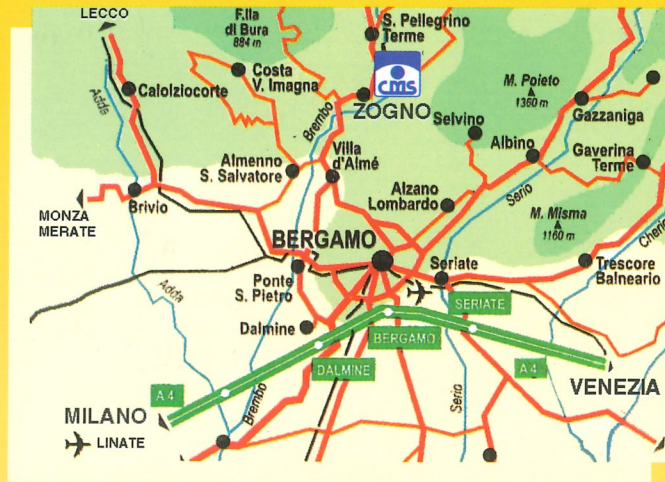 LECCO
F.lla
di Bura
884 m
S. Pellegrino
Terme
cms
ZOGNO
Costa
V. Imagna
Calolziocorte
M. Poieto
1360 m
Gazzaniga
Adda
Brembo
Selvino
Albino
Gaverina
Terme
Almenno
S. Salvatore
Villa
d'Almé
Alzano
Lombardo
Serio
Brivio
MONZA
MERATE
M. Misma
1160 m
BERGAMO
Seriate
Trescore
Balneario
Ponte
S. Pietro
Adda
SERIATE
Dalmine
BERGAMO
DALMINE
A 4
A 4
VENEZIA
MILANO
Brembo
Serio
LINATE